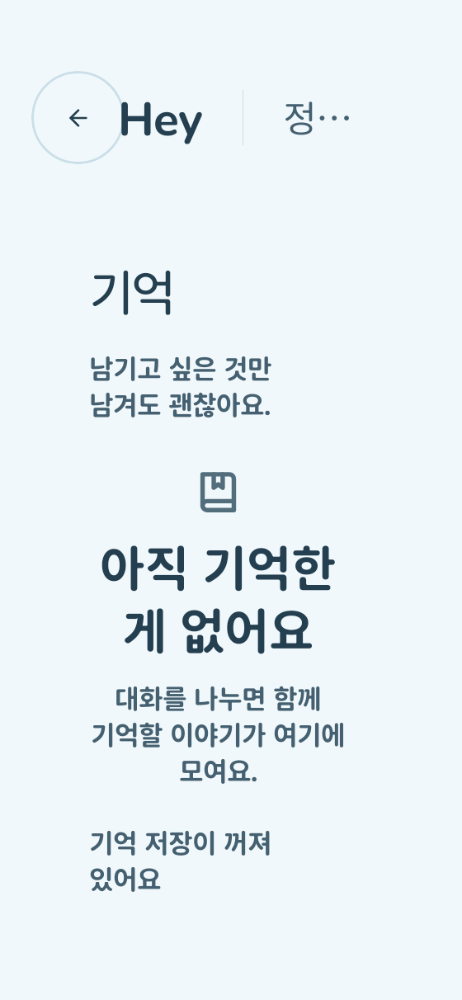 Hey
정…
기억
남기고 싶은 것만
남겨도 괜찮아요.
아직 기억한
게 없어요
대화를 나누면 함께
기억할 이야기가 여기에
모여요.
기억 저장이 꺼져
있어요